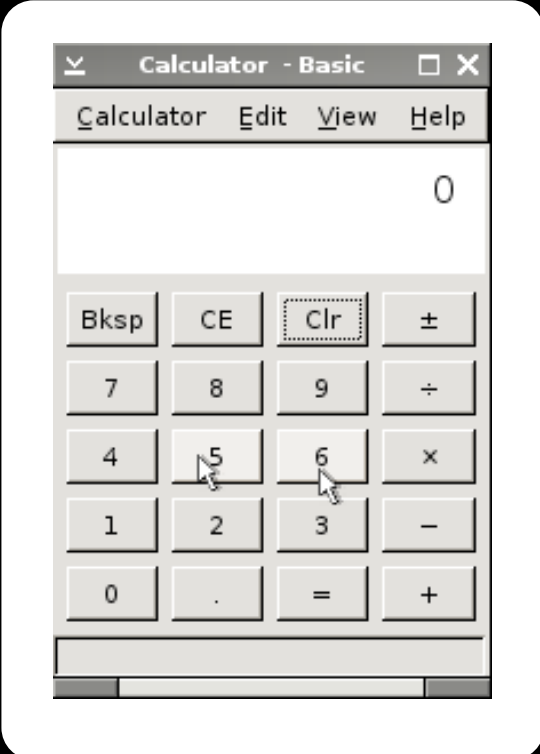 Calculator - Basic
Calculator Edit View Help
0
Bksp CE Clr ±
7 8 9 ÷
4 5 6 ×
1 2 3 −
0 . = +